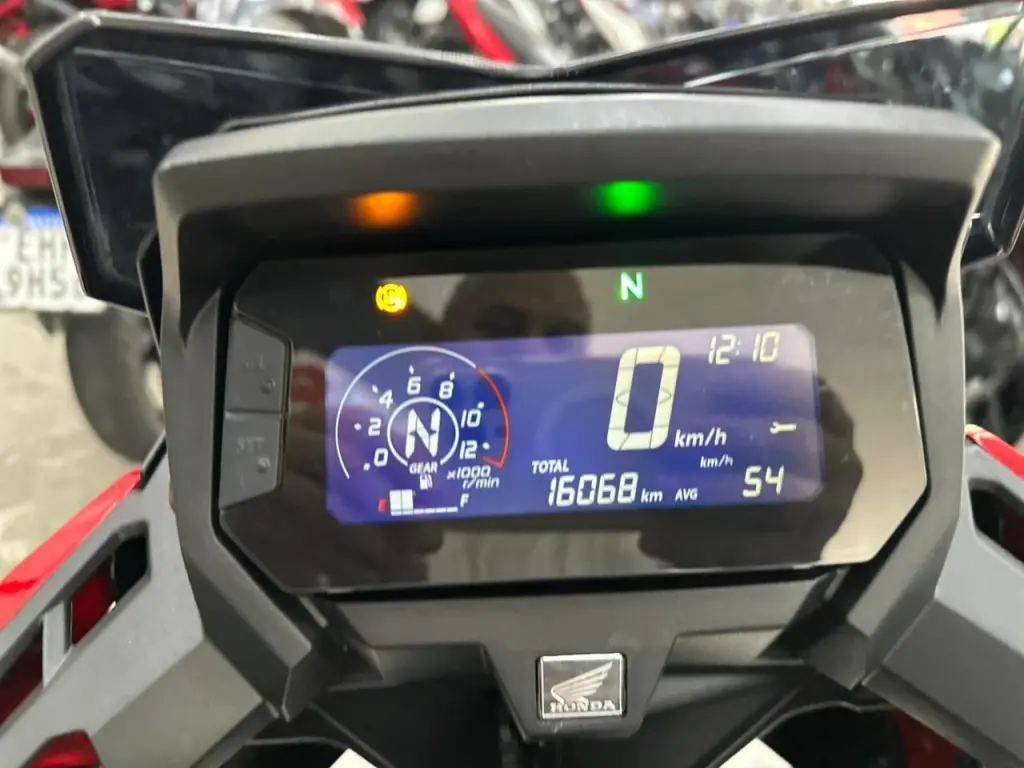 N
12:10
0 km/h
km/h
TOTAL
16068 km AVG 54
0 2 4 6 8 10 12
N
GEAR
x1000
r/min
E F
HONDA
9H5